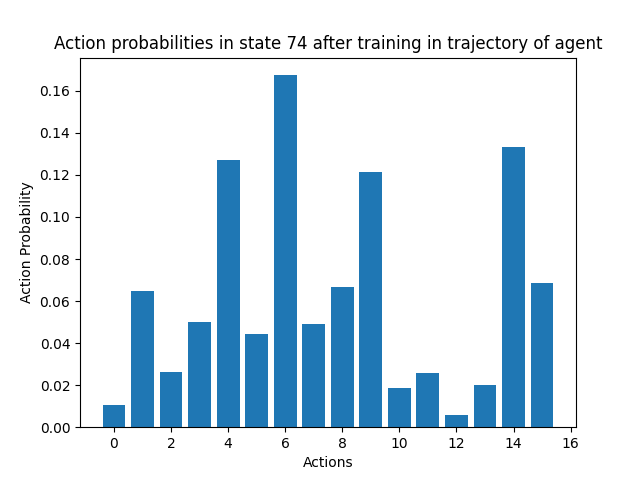 Action probabilities in state 74 after training in trajectory of agent
0.16
0.14
0.12
0.10
0.08
0.06
0.04
0.02
0.00
Action Probability
0 2 4 6 8 10 12 14 16
Actions